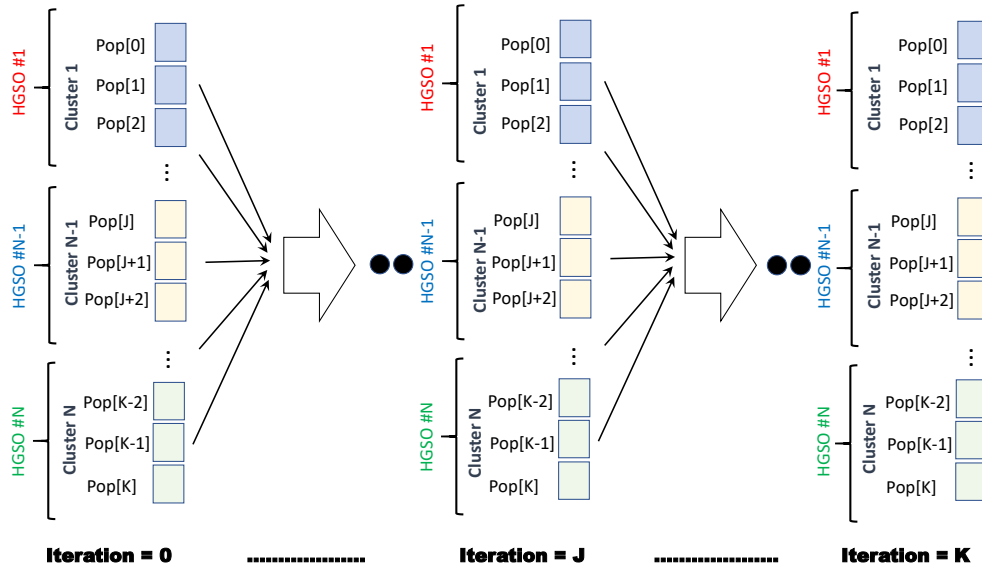 HGSO #1
Cluster 1
Pop[0]
Pop[1]
Pop[2]
...
HGSO #N-1
Cluster N-1
Pop[J]
Pop[J+1]
Pop[J+2]
...
HGSO #N
Cluster N
Pop[K-2]
Pop[K-1]
Pop[K]
HGSO #1
Cluster 1
Pop[0]
Pop[1]
Pop[2]
...
HGSO #N-1
Cluster N-1
Pop[J]
Pop[J+1]
Pop[J+2]
...
HGSO #N
Cluster N
Pop[K-2]
Pop[K-1]
Pop[K]
HGSO #1
Cluster 1
Pop[0]
Pop[1]
Pop[2]
...
HGSO #N-1
Cluster N-1
Pop[J]
Pop[J+1]
Pop[J+2]
...
HGSO #N
Cluster N
Pop[K-2]
Pop[K-1]
Pop[K]
Iteration = 0 ................... Iteration = J ................... Iteration = K